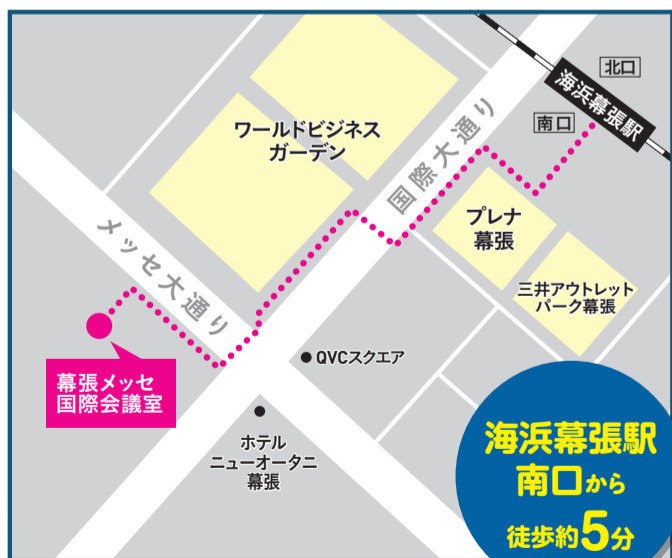 北口
海浜幕張駅
南口
国際大通り
ワールドビジネス
ガーデン
プレナ
幕張
三井アウトレット
パーク幕張
メッセ大通り
QVCスクエア
幕張メッセ
国際会議室
ホテル
ニューオータニ
幕張
海浜幕張駅
南口から
徒歩約5分